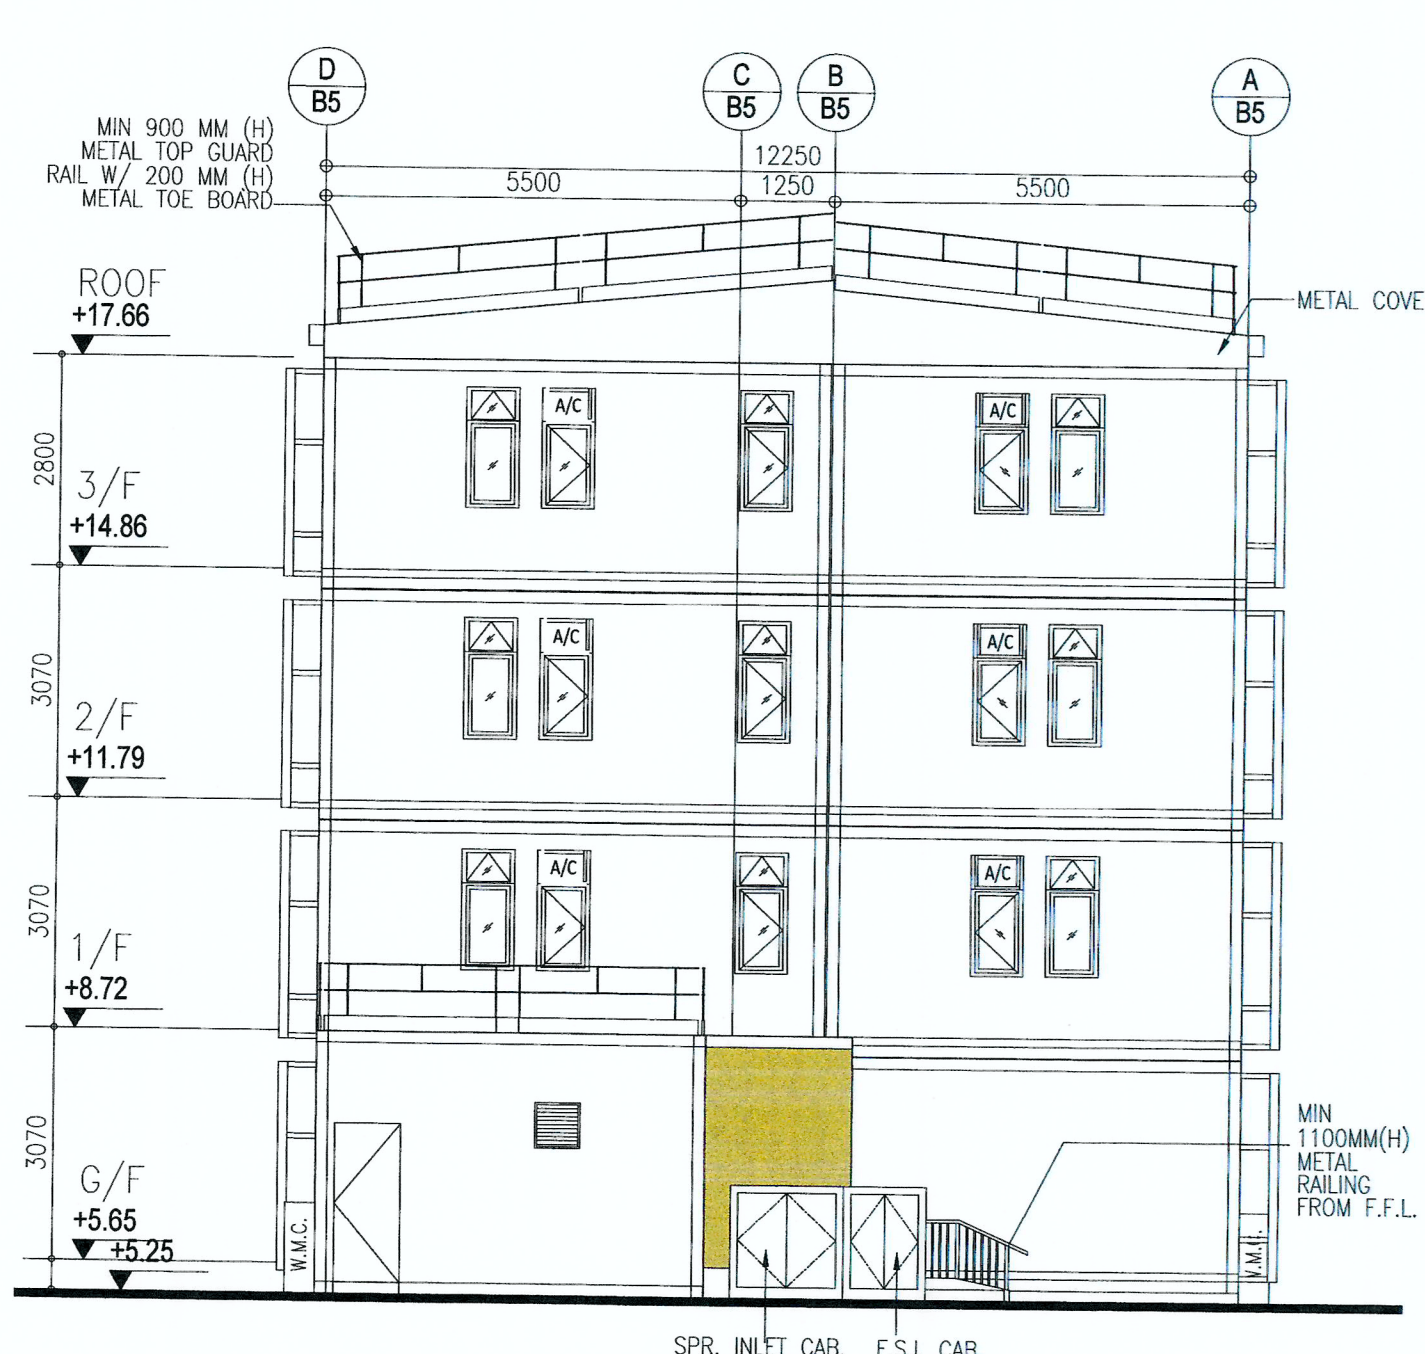 D
B5
C
B5
B
B5
A
B5
MIN 900 MM (H)
METAL TOP GUARD
RAIL W/ 200 MM (H)
METAL TOE BOARD
12250
5500
1250
5500
ROOF
+17.66
METAL COVE
A/C
A/C
2800
3/F
+14.86
A/C
A/C
3070
2/F
+11.79
A/C
A/C
3070
1/F
+8.72
3070
G/F
+5.65
+5.25
W.M.C.
MIN
1100MM(H)
METAL
RAILING
FROM F.F.L.
SPR. INLET CAB.
F.S.I. CAB